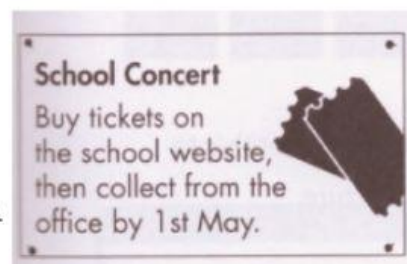 School Concert
Buy tickets on
the school website,
then collect from the
office by 1st May.